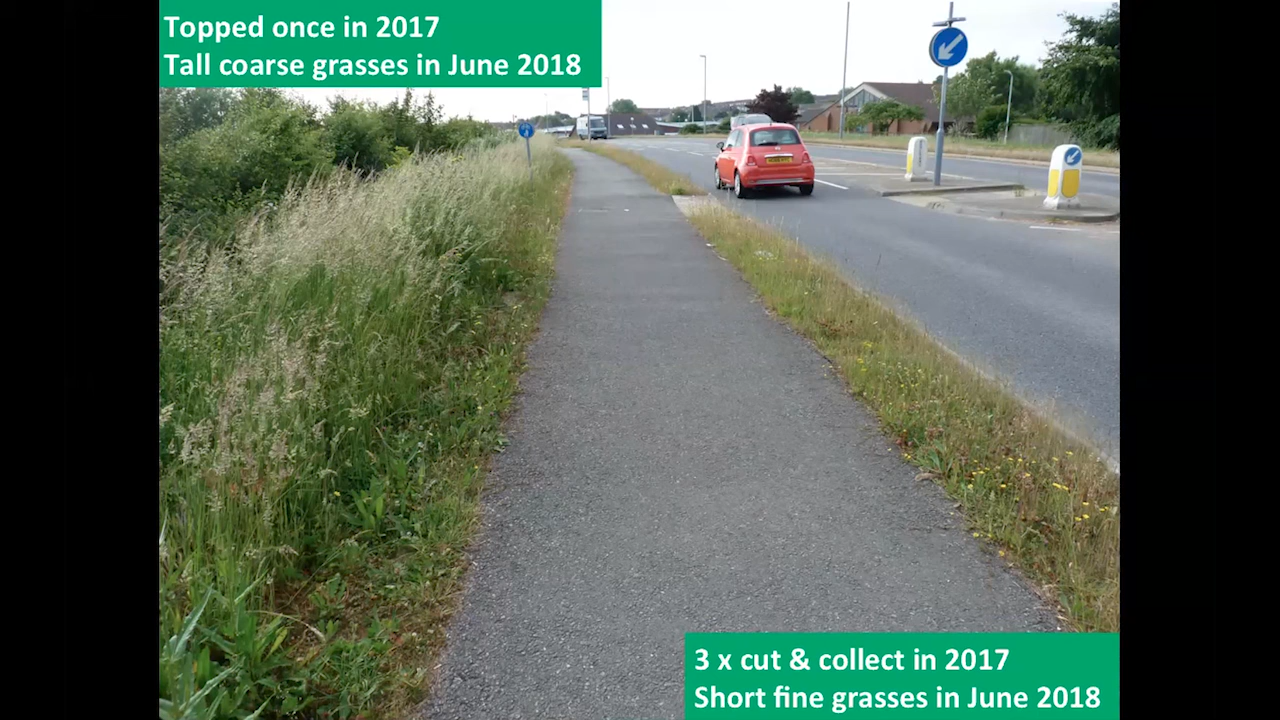 Topped once in 2017
Tall coarse grasses in June 2018
3 x cut & collect in 2017
Short fine grasses in June 2018